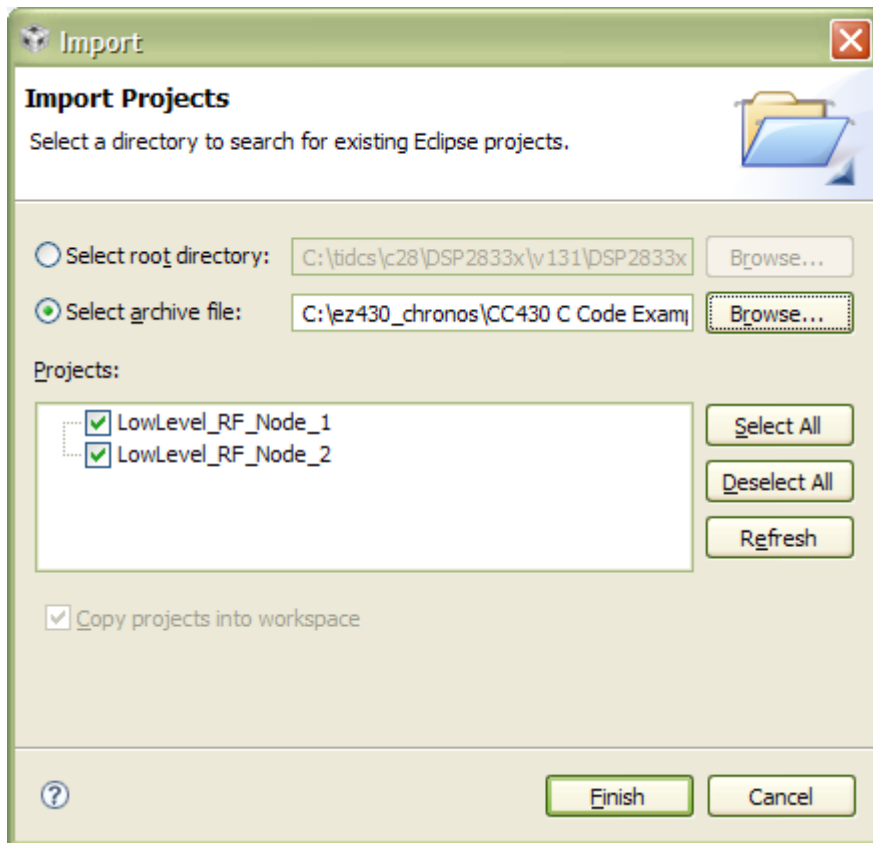 Import
Import Projects
Select a directory to search for existing Eclipse projects.
Select root directory: C:\tidcs\c28\DSP2833x\v131\DSP2833x Browse...
Select archive file: C:\ez430_chronos\CC430 C Code Examp Browse...
Projects:
LowLevel_RF_Node_1
Select All
LowLevel_RF_Node_2
Deselect All
Refresh
Copy projects into workspace
? Finish Cancel